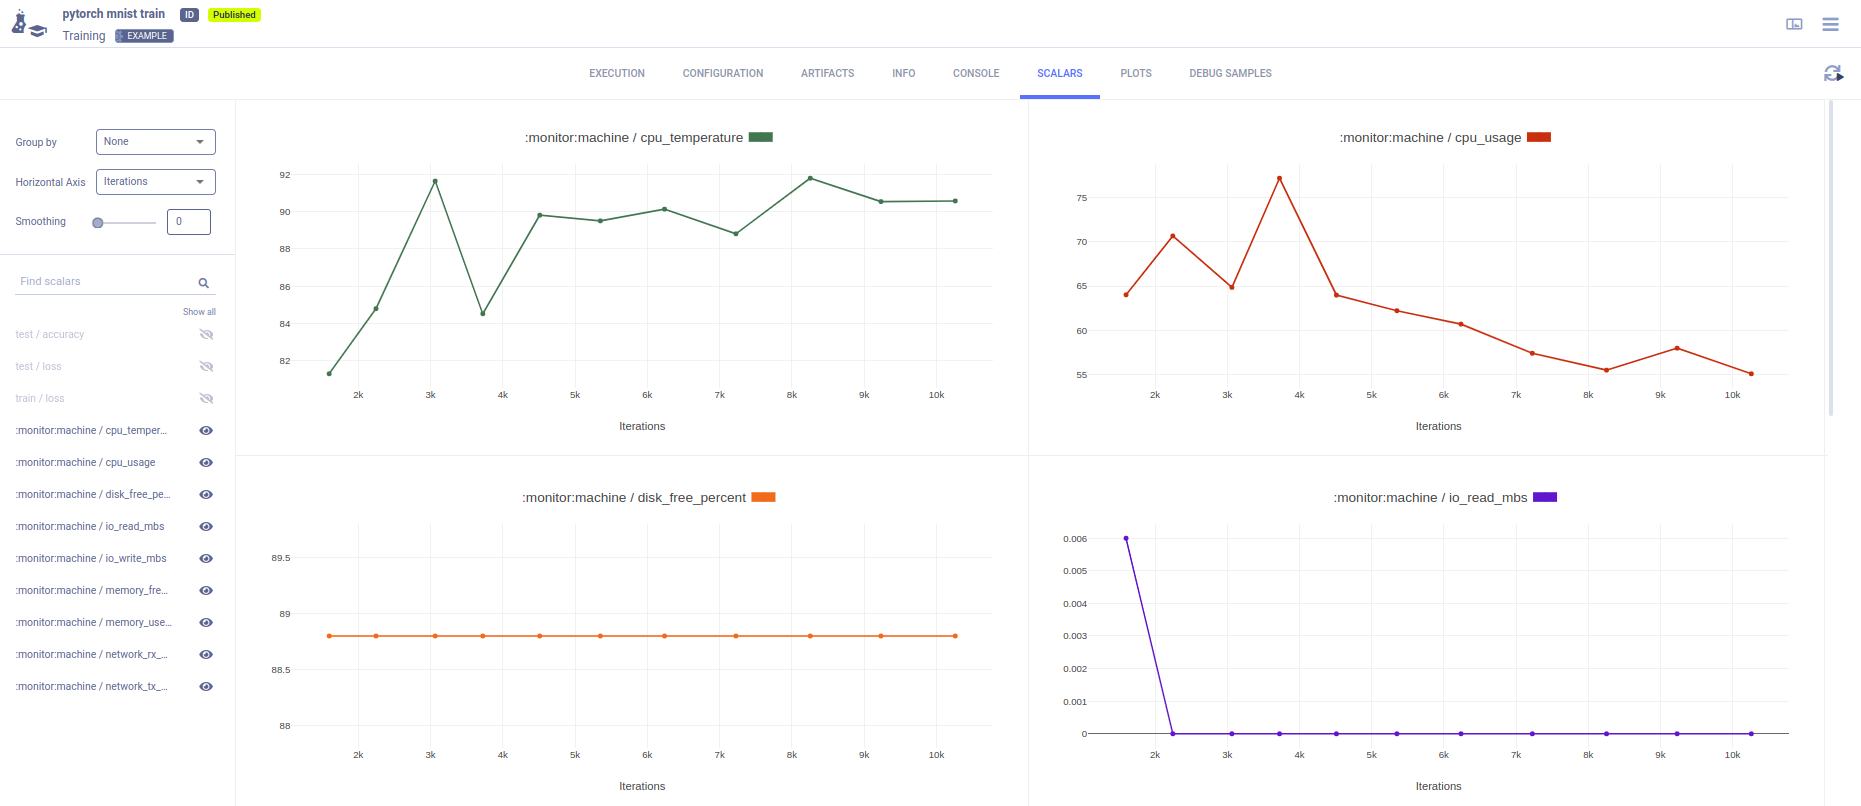 pytorch mnist train ID Published
Training EXAMPLE
EXECUTION CONFIGURATION ARTIFACTS INFO CONSOLE SCALARS PLOTS DEBUG SAMPLES
Group by None
Horizontal Axis Iterations
Smoothing 0
Find scalars
Show all
test / accuracy
test / loss
train / loss
:monitor:machine / cpu_temper...
:monitor:machine / cpu_usage
:monitor:machine / disk_free_pe...
:monitor:machine / io_read_mbs
:monitor:machine / io_write_mbs
:monitor:machine / memory_fre...
:monitor:machine / memory_use...
:monitor:machine / network_rx_...
:monitor:machine / network_tx_...
:monitor:machine / cpu_temperature
92
90
88
86
84
82
2k 3k 4k 5k 6k 7k 8k 9k 10k
Iterations
:monitor:machine / cpu_usage
75
70
65
60
55
2k 3k 4k 5k 6k 7k 8k 9k 10k
Iterations
:monitor:machine / disk_free_percent
89.5
89
88.5
88
2k 3k 4k 5k 6k 7k 8k 9k 10k
Iterations
:monitor:machine / io_read_mbs
0.006
0.005
0.004
0.003
0.002
0.001
0
2k 3k 4k 5k 6k 7k 8k 9k 10k
Iterations